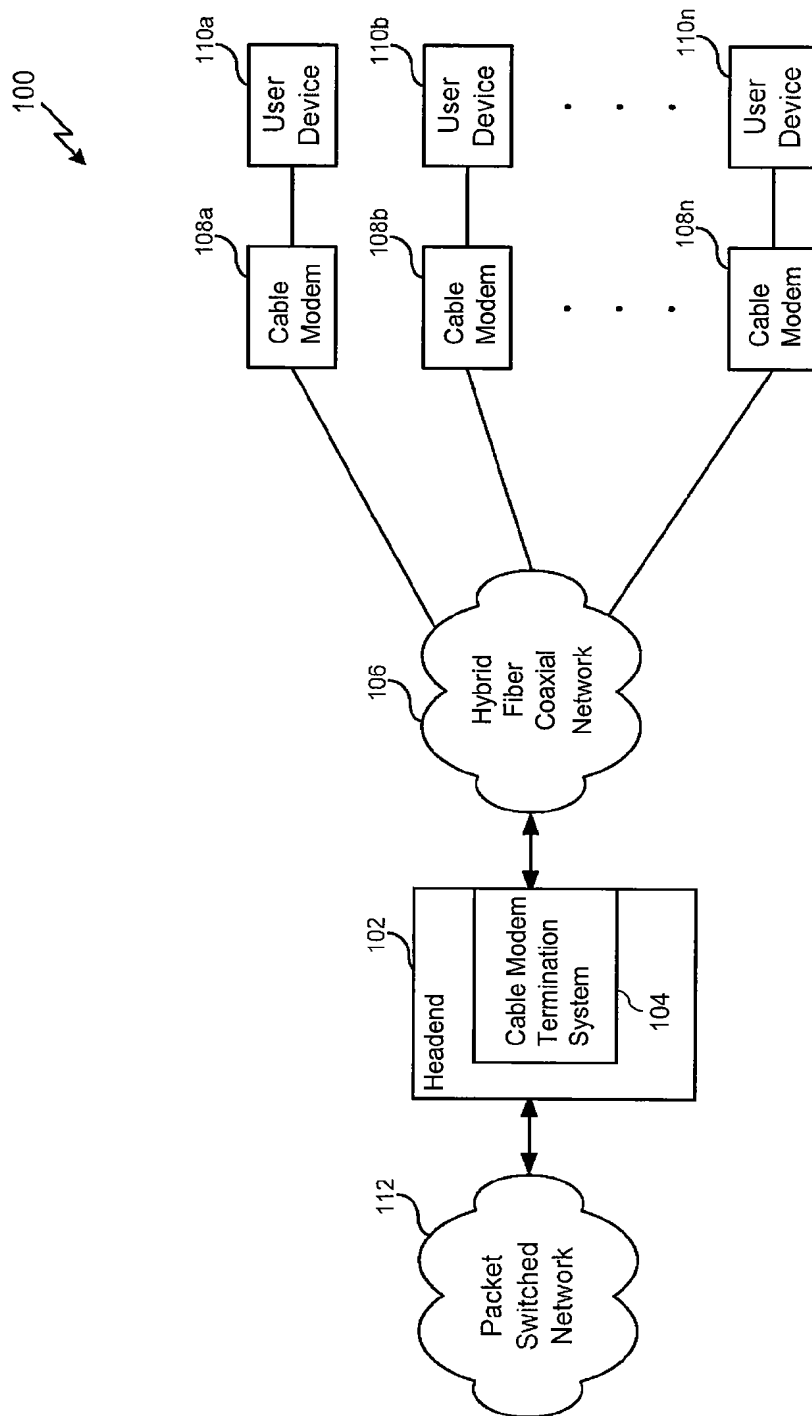 100
112
Packet
Switched
Network
102
Headend
Cable Modem
Termination
System
104
106
Hybrid
Fiber
Coaxial
Network
108a
Cable
Modem
110a
User
Device
108b
Cable
Modem
110b
User
Device
108n
Cable
Modem
110n
User
Device